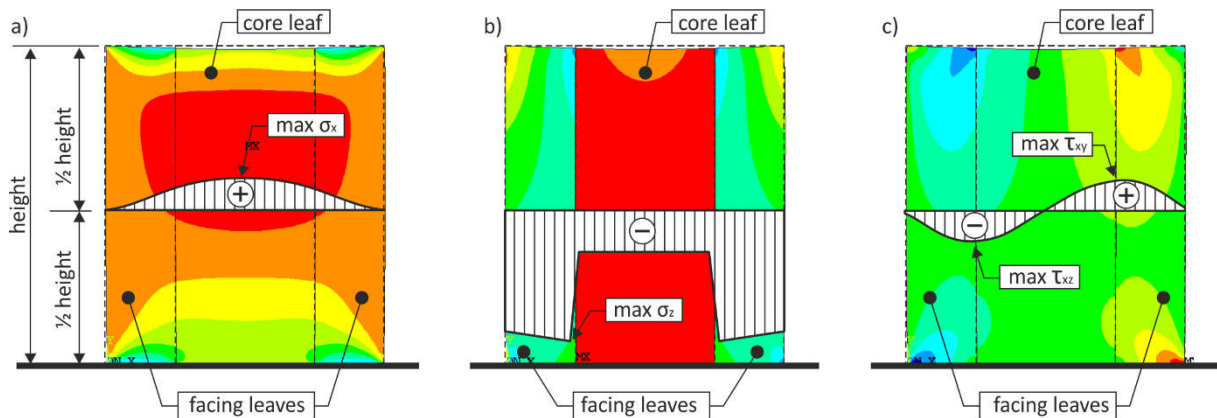 a)
core leaf
height
½ height
½ height
max σx
MX
+
facing leaves
b)
core leaf
−
max σz
MX
facing leaves
c)
core leaf
max τxy
+
−
max τxz
facing leaves